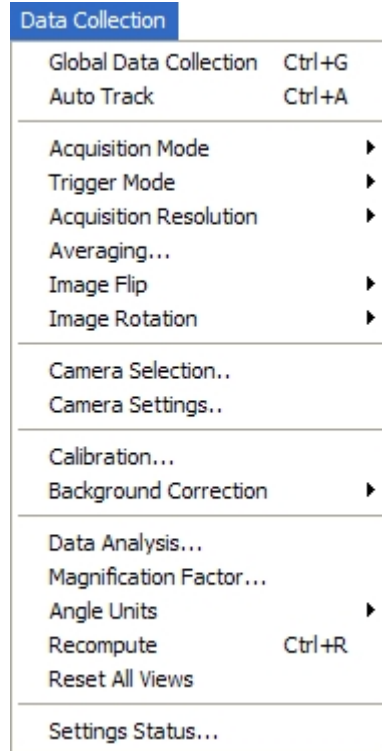 Data Collection
Global Data Collection Ctrl+G
Auto Track Ctrl+A
Acquisition Mode
Trigger Mode
Acquisition Resolution
Averaging...
Image Flip
Image Rotation
Camera Selection..
Camera Settings..
Calibration...
Background Correction
Data Analysis...
Magnification Factor...
Angle Units
Recompute Ctrl+R
Reset All Views
Settings Status...